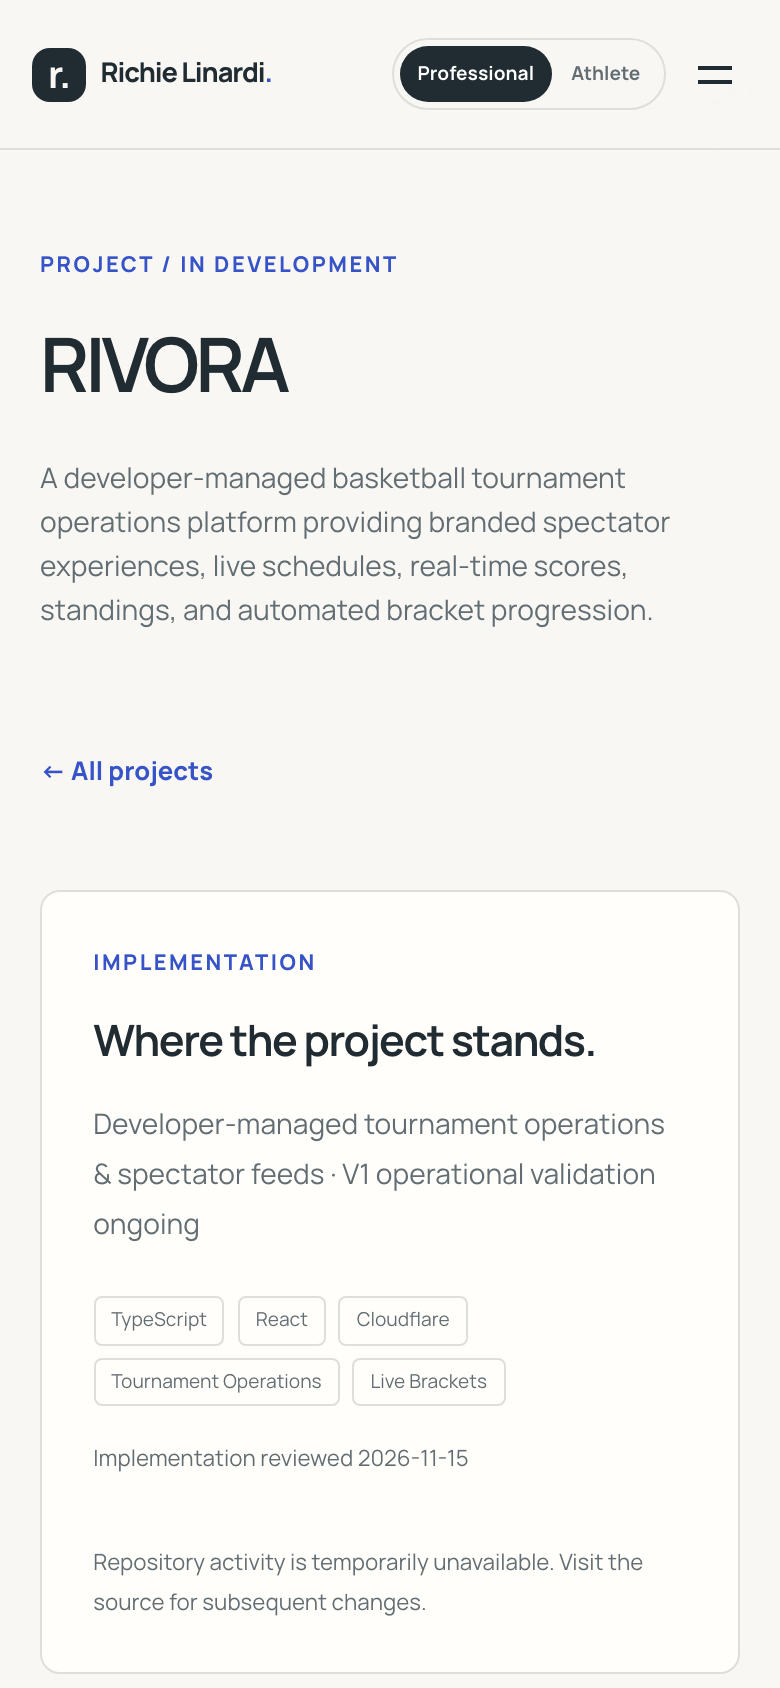 r. Richie Linardi. Professional Athlete
PROJECT / IN DEVELOPMENT
RIVORA
A developer-managed basketball tournament
operations platform providing branded spectator
experiences, live schedules, real-time scores,
standings, and automated bracket progression.
← All projects
IMPLEMENTATION
Where the project stands.
Developer-managed tournament operations
& spectator feeds · V1 operational validation
ongoing
TypeScript React Cloudflare
Tournament Operations Live Brackets
Implementation reviewed 2026-11-15
Repository activity is temporarily unavailable. Visit the
source for subsequent changes.